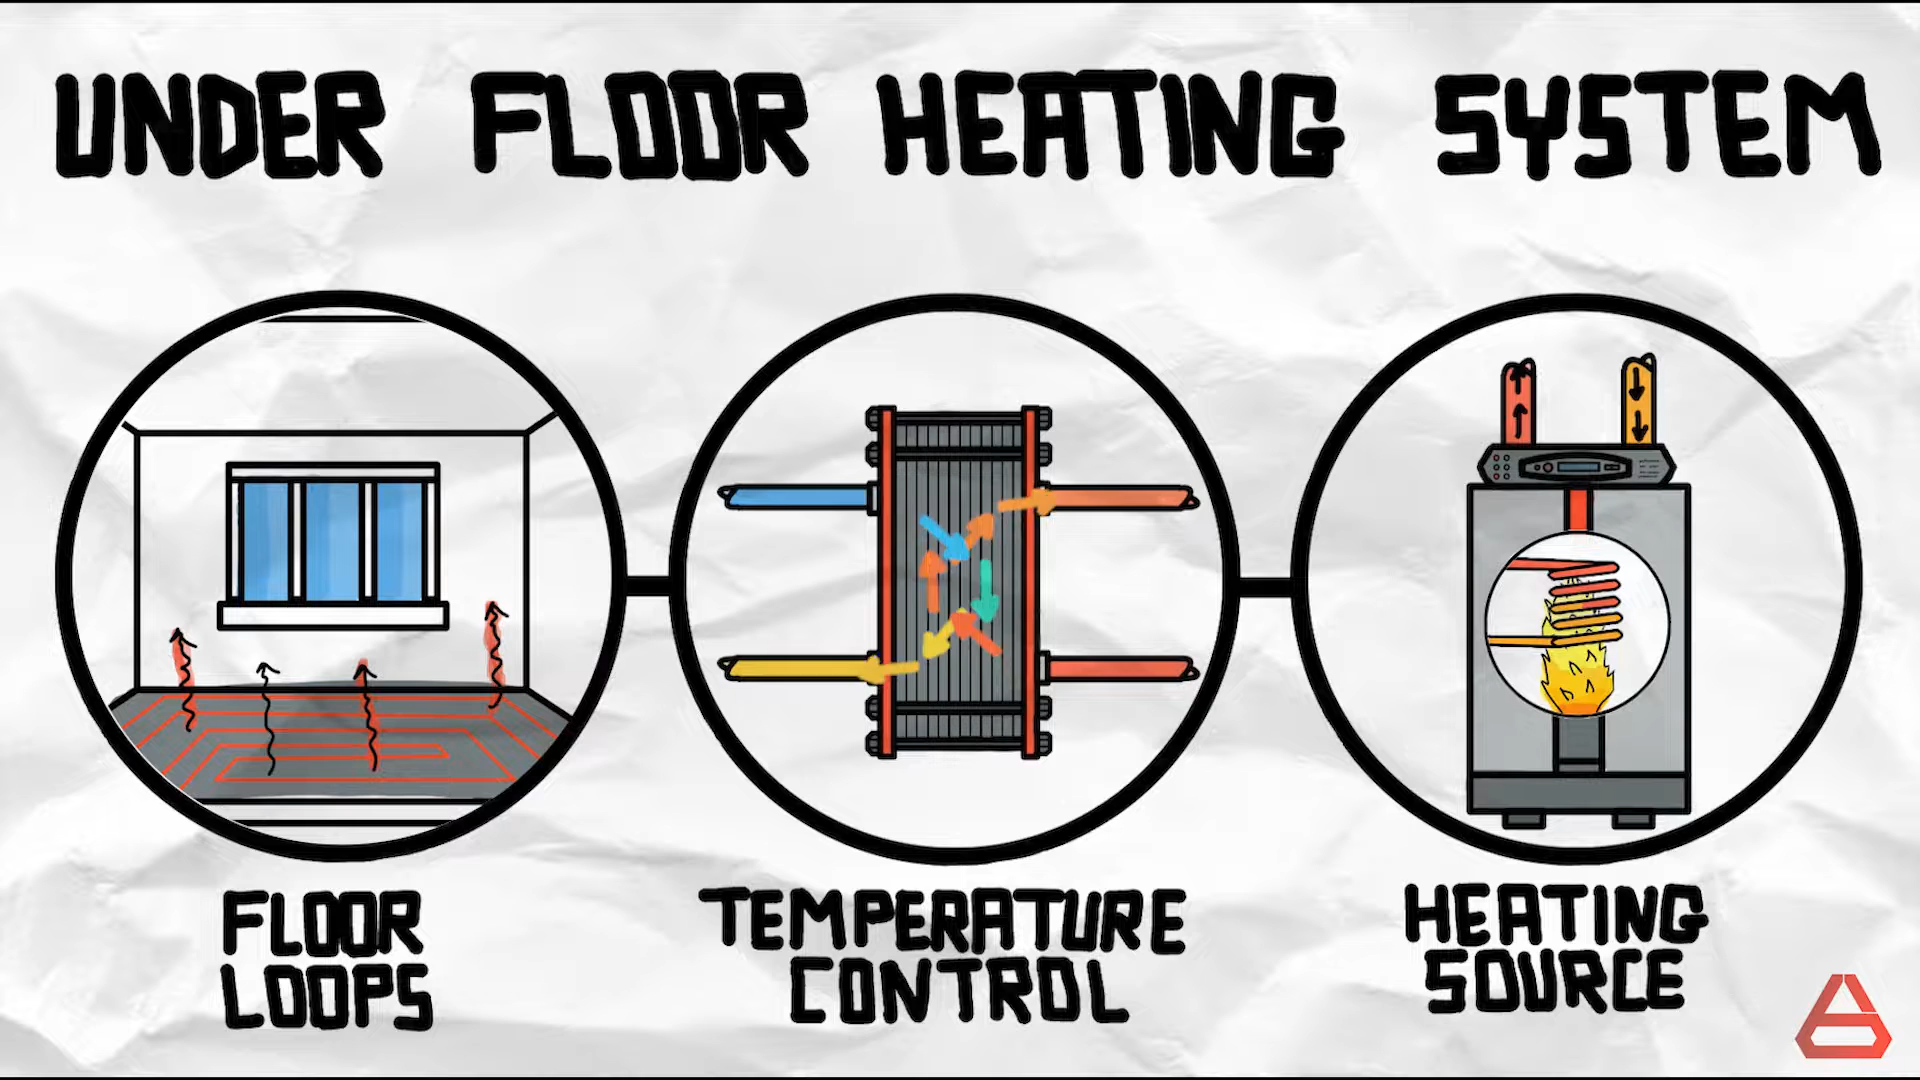 UNDER FLOOR HEATING SYSTEM
FLOOR
LOOPS
TEMPERATURE
CONTROL
HEATING
SOURCE